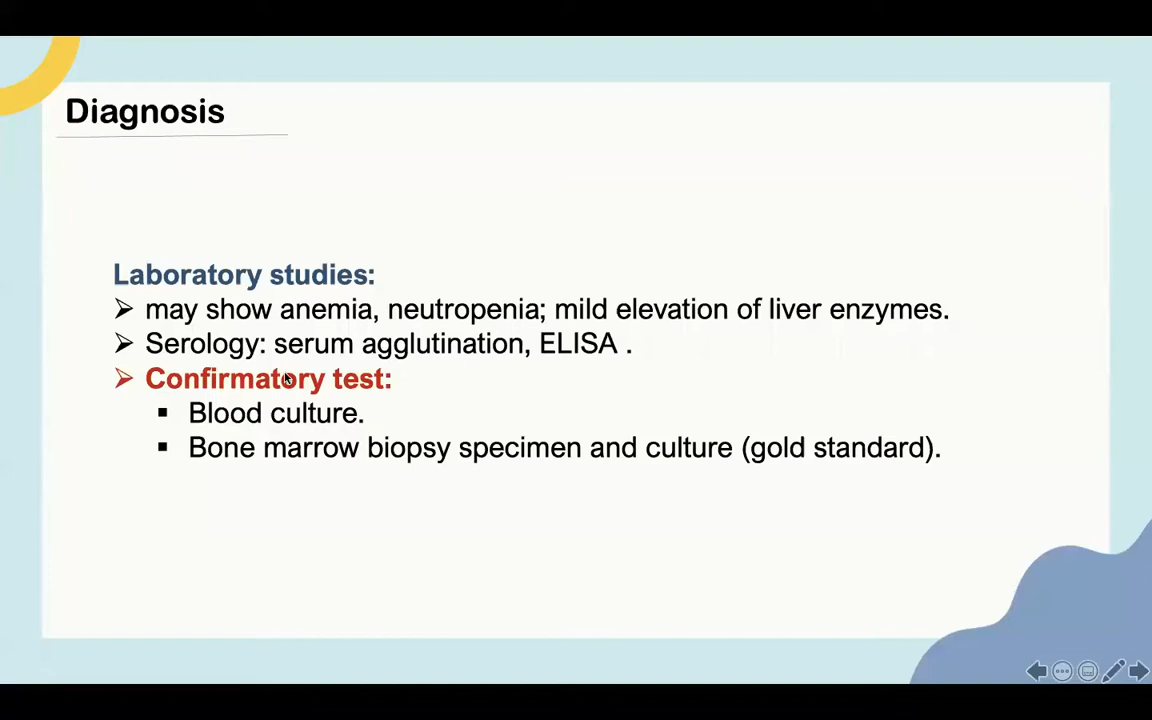 Diagnosis
Laboratory studies:
➢ may show anemia, neutropenia; mild elevation of liver enzymes.
➢ Serology: serum agglutination, ELISA .
➢ Confirmatory test:
▪ Blood culture.
▪ Bone marrow biopsy specimen and culture (gold standard).